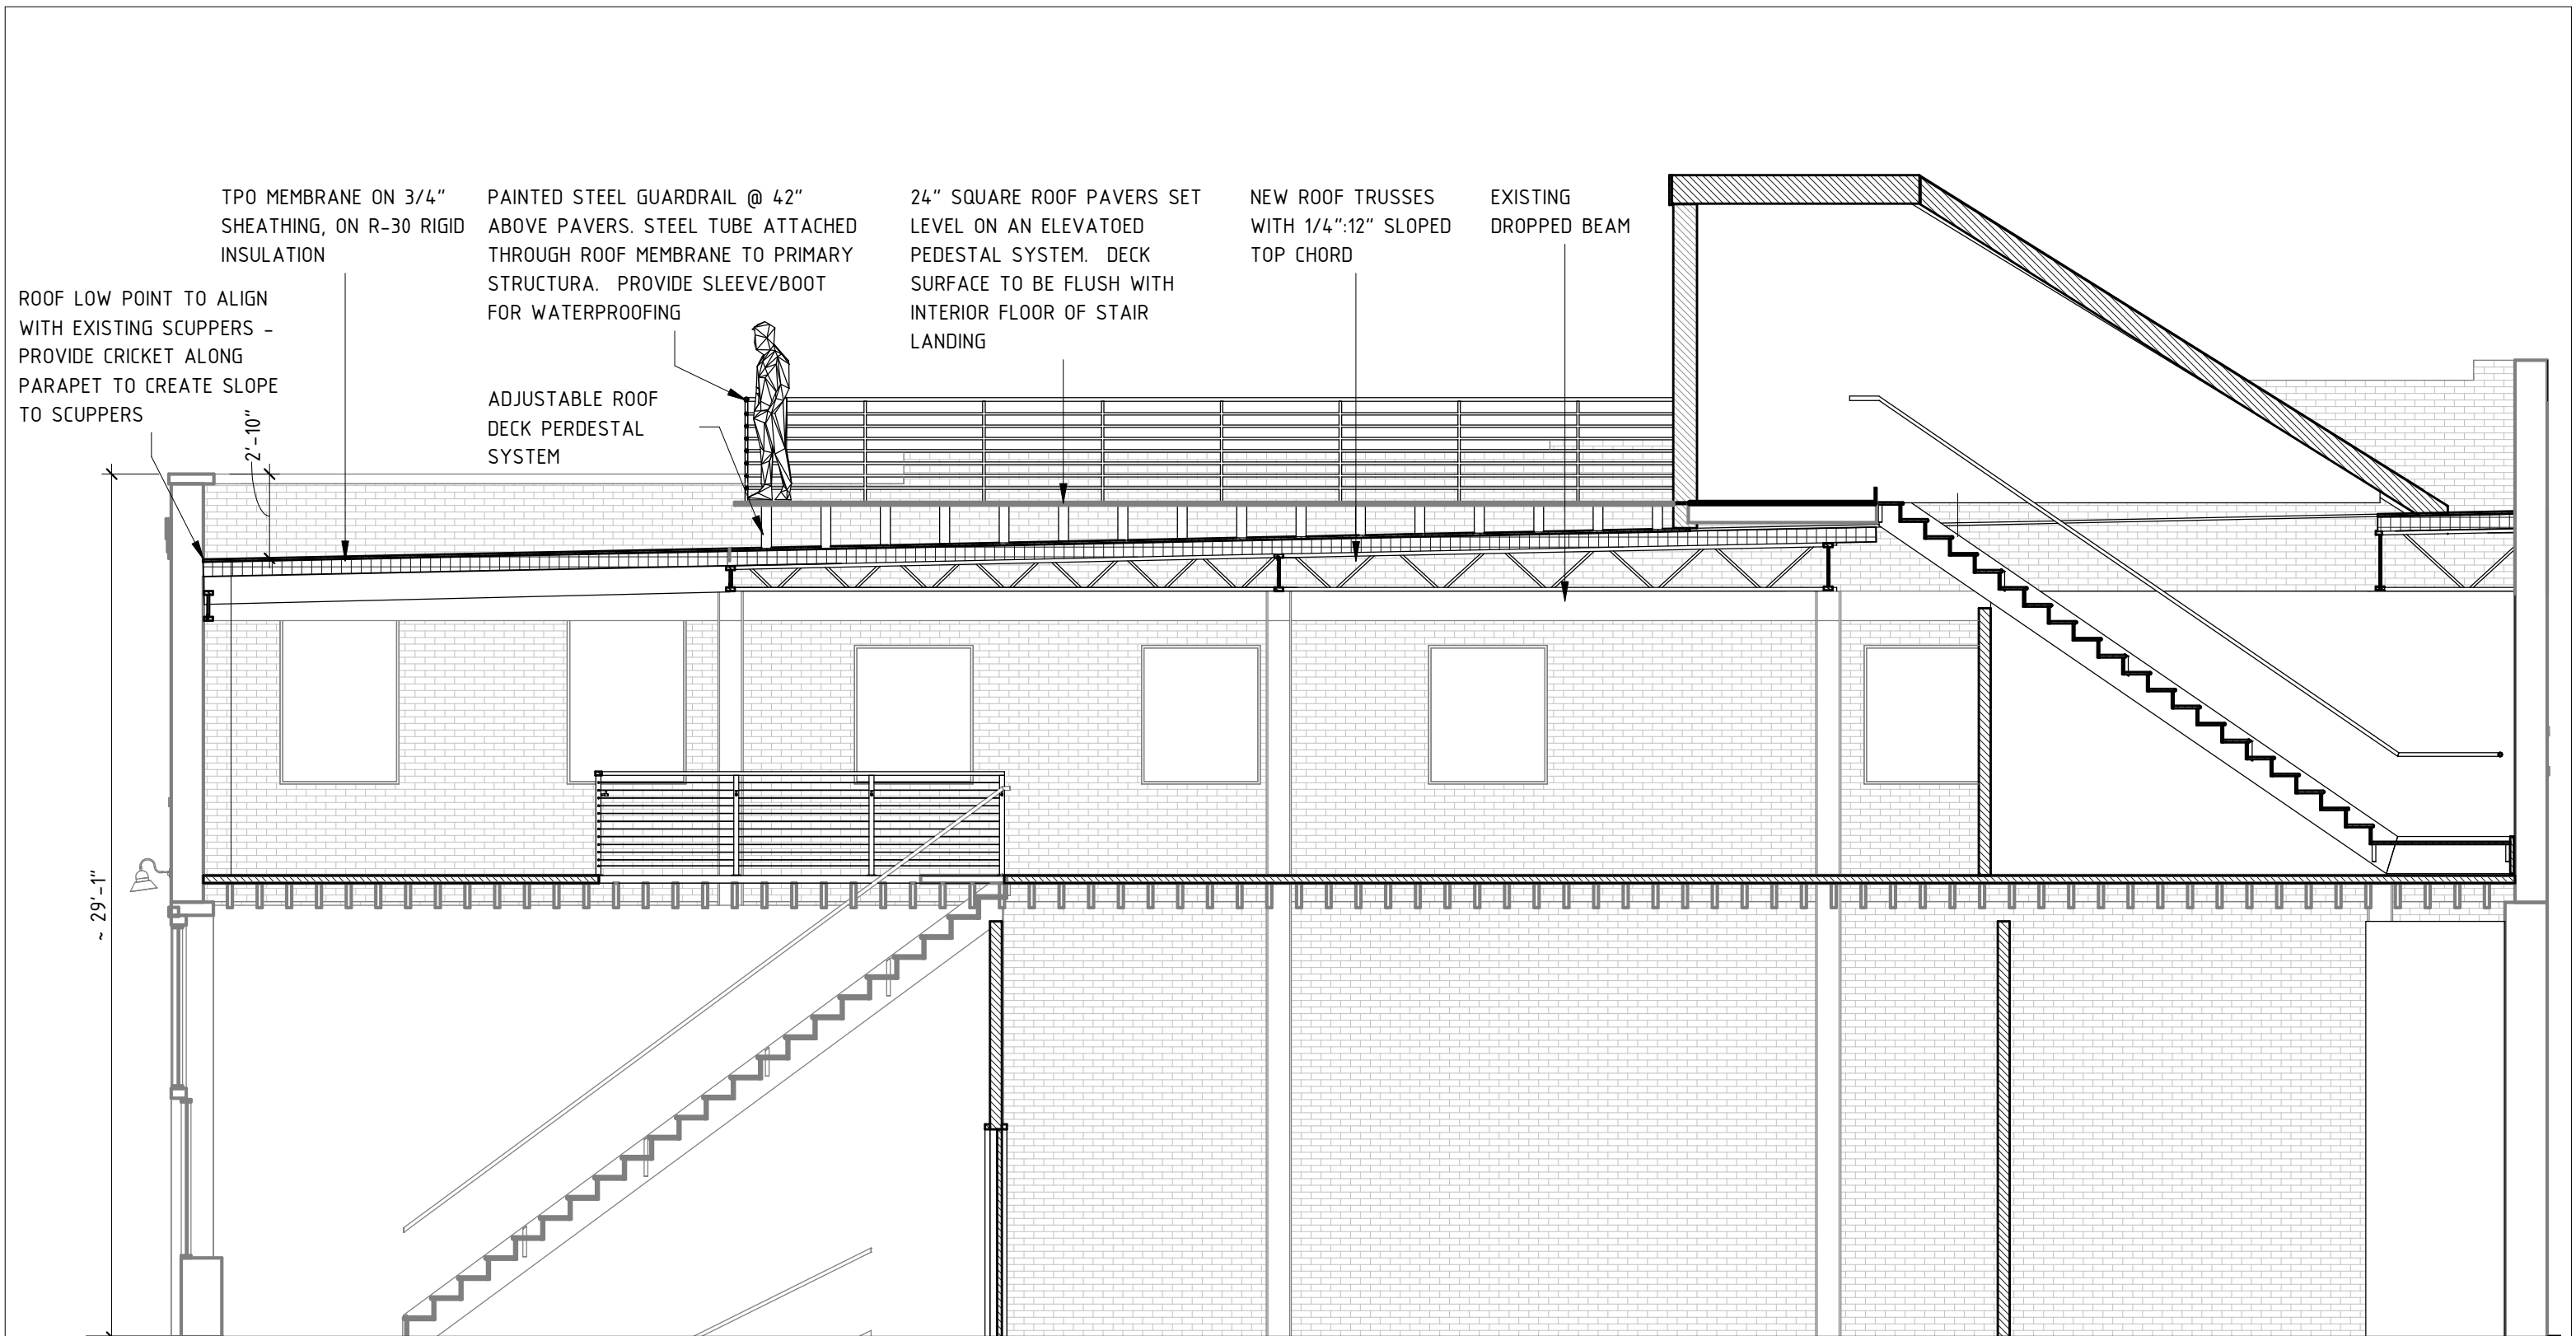 TPO MEMBRANE ON 3/4"
SHEATHING, ON R-30 RIGID
INSULATION
PAINTED STEEL GUARDRAIL @ 42"
ABOVE PAVERS. STEEL TUBE ATTACHED
THROUGH ROOF MEMBRANE TO PRIMARY
STRUCTURA. PROVIDE SLEEVE/BOOT
FOR WATERPROOFING
24" SQUARE ROOF PAVERS SET
LEVEL ON AN ELEVATOED
PEDESTAL SYSTEM. DECK
SURFACE TO BE FLUSH WITH
INTERIOR FLOOR OF STAIR
LANDING
NEW ROOF TRUSSES
WITH 1/4":12" SLOPED
TOP CHORD
EXISTING
DROPPED BEAM
ROOF LOW POINT TO ALIGN
WITH EXISTING SCUPPERS -
PROVIDE CRICKET ALONG
PARAPET TO CREATE SLOPE
TO SCUPPERS
ADJUSTABLE ROOF
DECK PERDESTAL
SYSTEM
2'-10"
~ 29'-1"